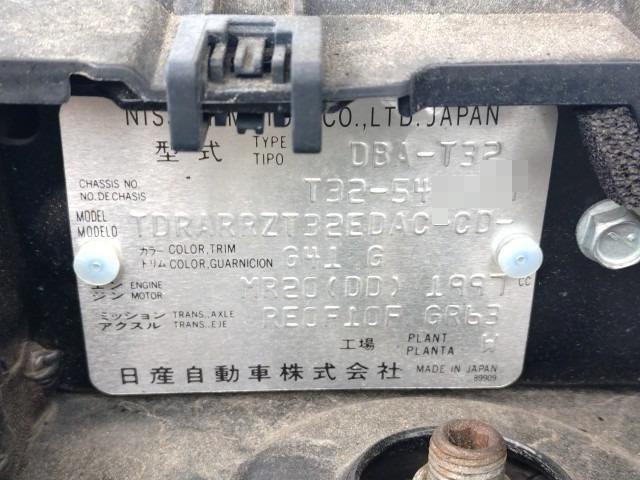 CO.,LTD. JAPAN
型式 TYPE TIPO DBA-T32
CHASSIS NO. NO.DECHASIS T32-54
MODEL MODELO TDRARRZT32EDAC-CD-
カラー COLOR,TRIM G41 G
トリム COLOR,GUARNICION
エンジン ENGINE MOTOR MR20(DD) 1997 CC
ミッション TRANS.,AXLE RE0F10F GR63
アクスル TRANS.,EJE
工場 PLANT PLANTA W
日産自動車株式会社 MADE IN JAPAN
89909